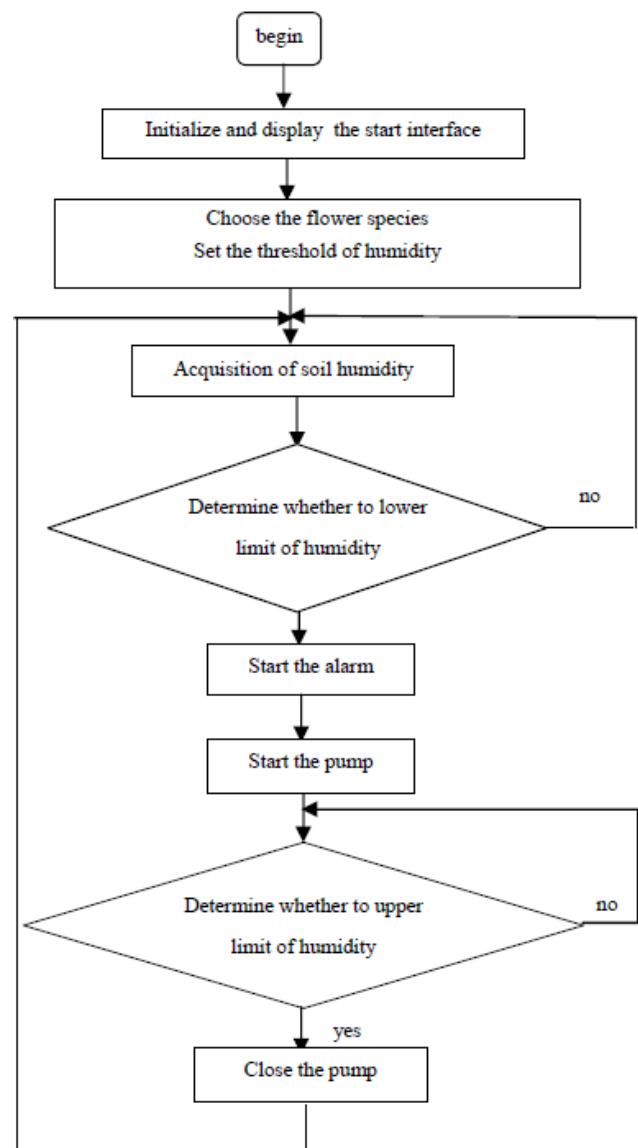 begin
Initialize and display the start interface
Choose the flower species
Set the threshold of humidity
Acquisition of soil humidity
Determine whether to lower
limit of humidity
no
Start the alarm
Start the pump
Determine whether to upper
limit of humidity
no
yes
Close the pump